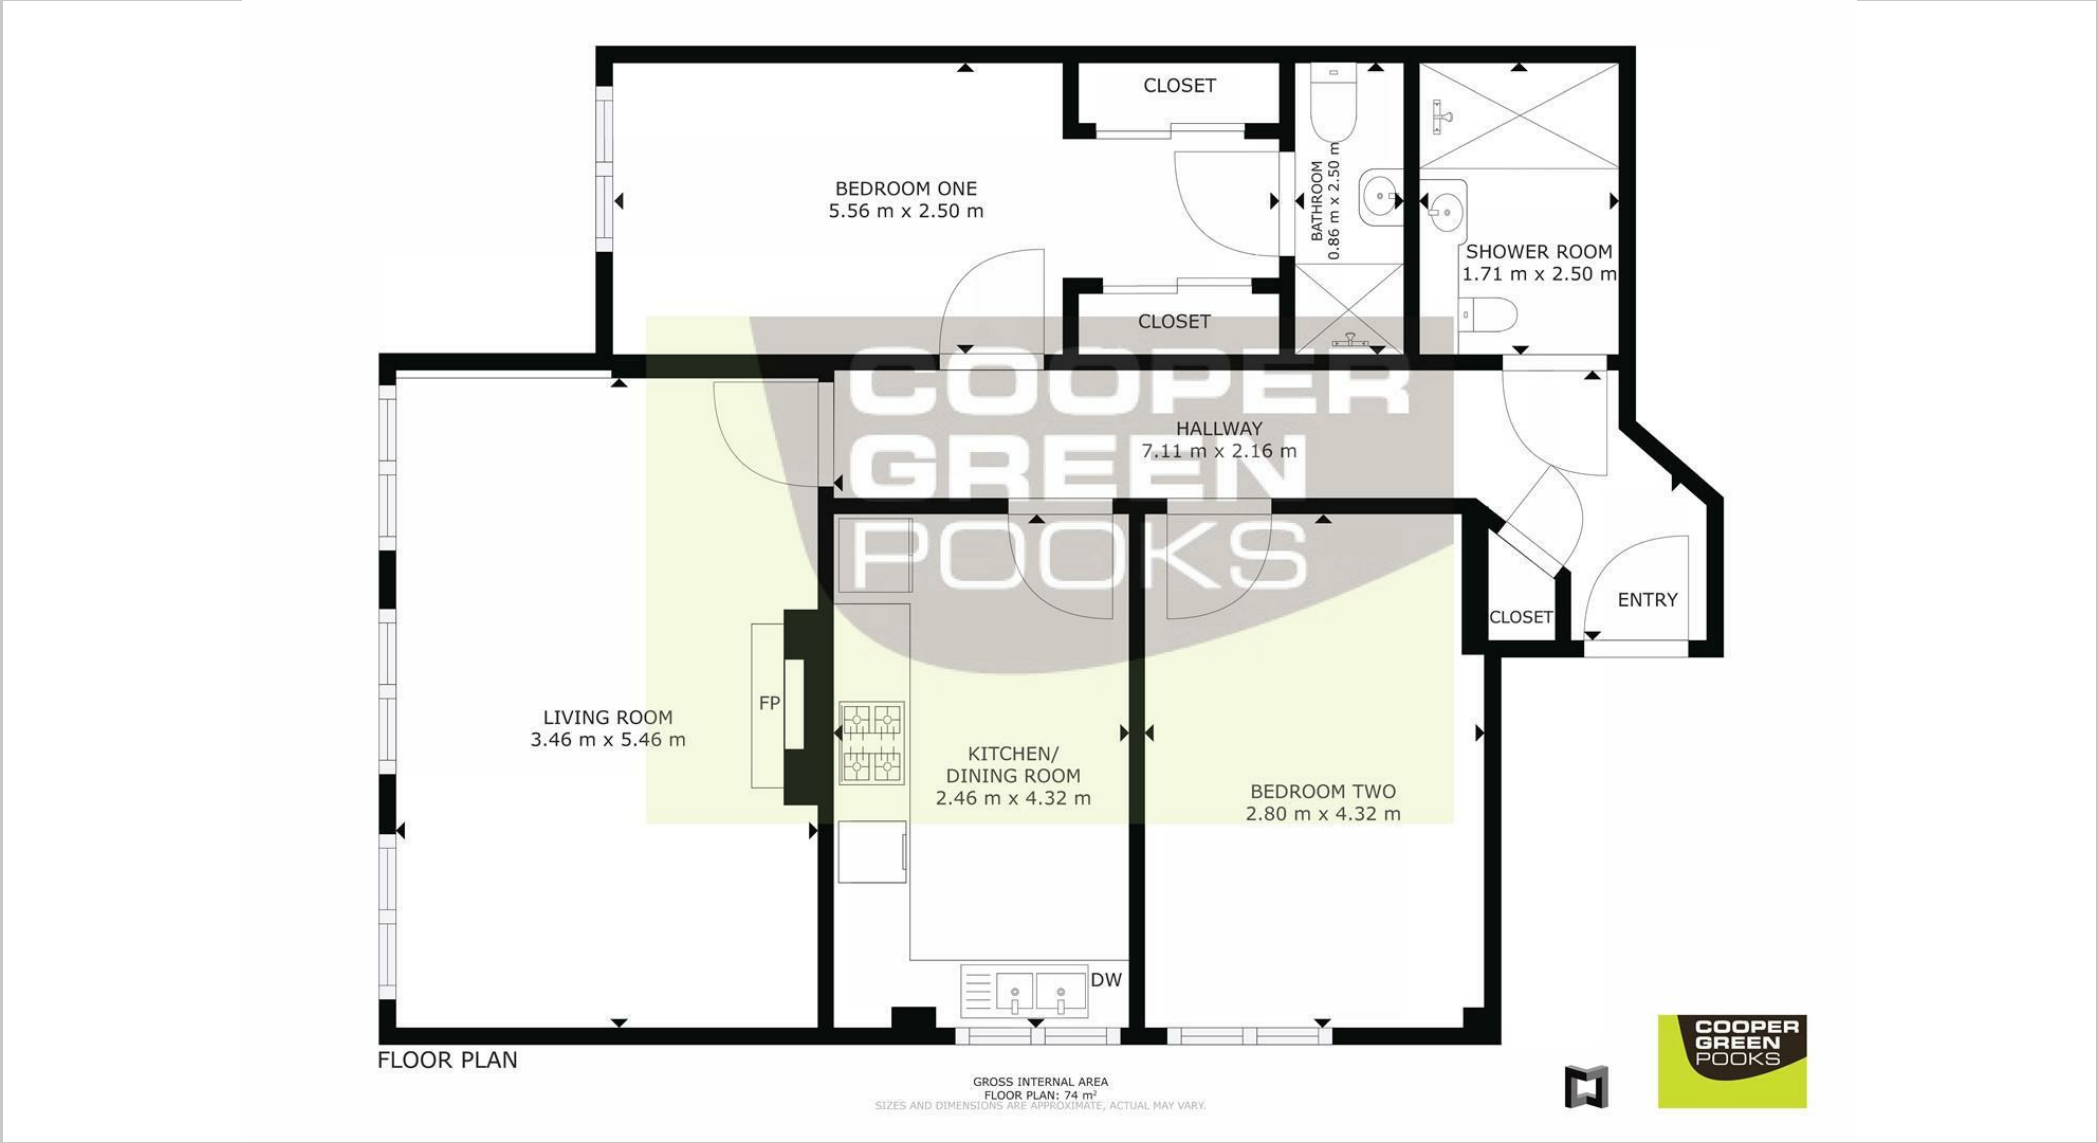 CLOSET
BEDROOM ONE
5.56 m x 2.50 m
BATHROOM
0.86 m x 2.50 m
SHOWER ROOM
1.71 m x 2.50 m
CLOSET
COOPER
GREEN
POOKS
HALLWAY
7.11 m x 2.16 m
CLOSET
ENTRY
LIVING ROOM
3.46 m x 5.46 m
FP
KITCHEN/
DINING ROOM
2.46 m x 4.32 m
BEDROOM TWO
2.80 m x 4.32 m
DW
FLOOR PLAN
GROSS INTERNAL AREA
FLOOR PLAN: 74 m²
SIZES AND DIMENSIONS ARE APPROXIMATE, ACTUAL MAY VARY.
COOPER
GREEN
POOKS